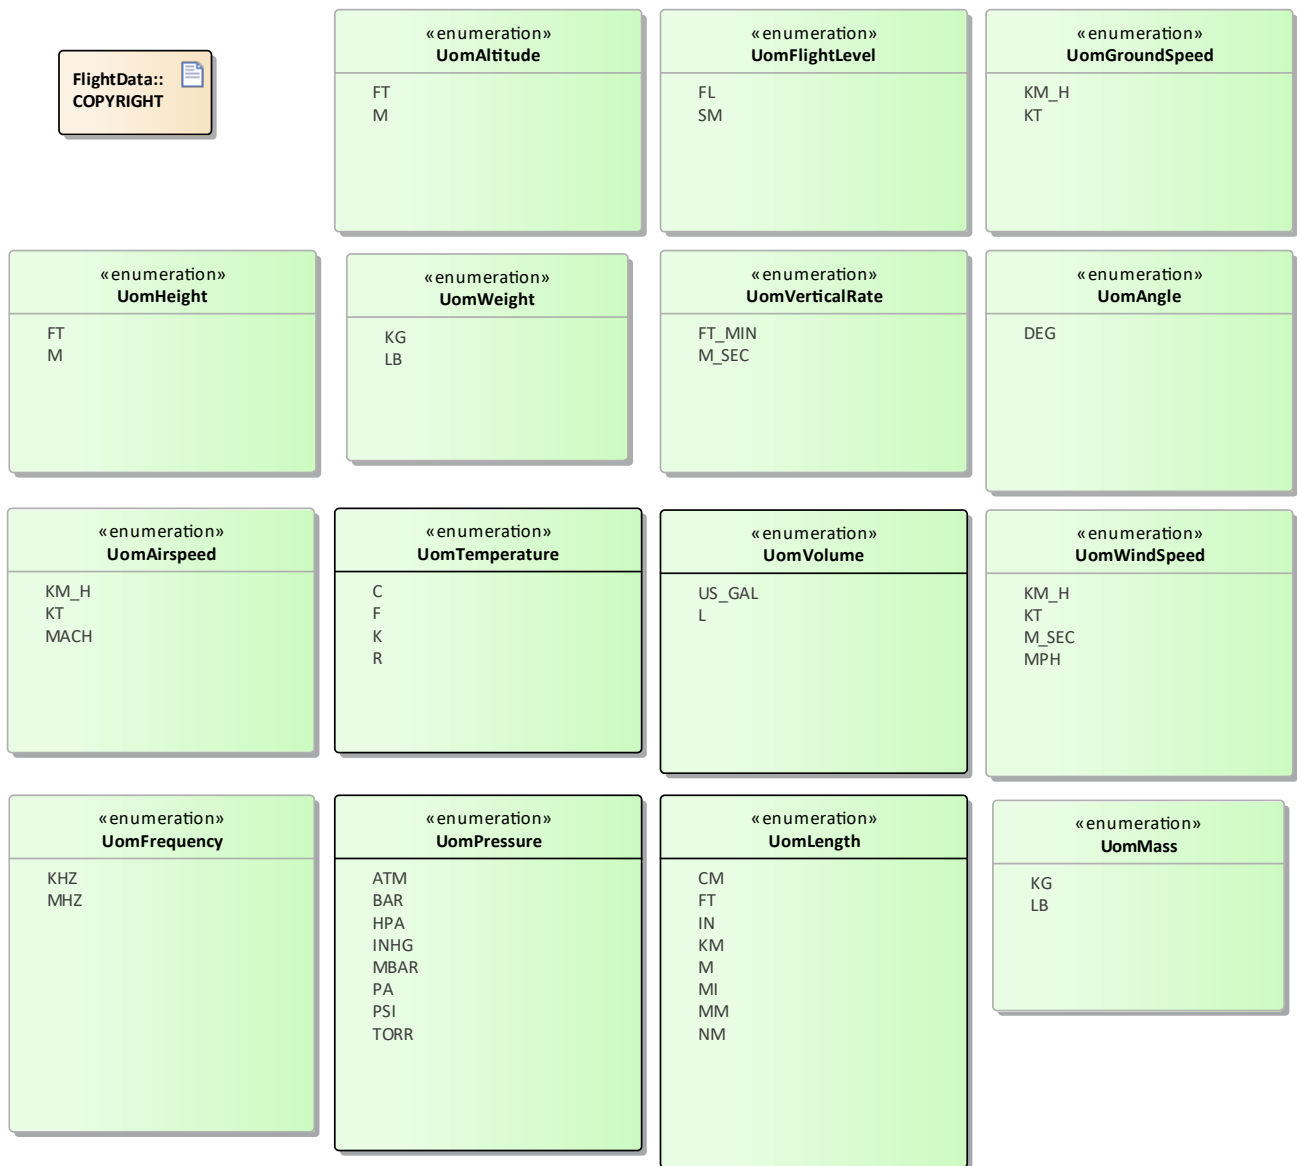 FlightData::
COPYRIGHT
«enumeration»
UomAltitude
FT
M
«enumeration»
UomFlightLevel
FL
SM
«enumeration»
UomGroundSpeed
KM_H
KT
«enumeration»
UomHeight
FT
M
«enumeration»
UomWeight
KG
LB
«enumeration»
UomVerticalRate
FT_MIN
M_SEC
«enumeration»
UomAngle
DEG
«enumeration»
UomAirspeed
KM_H
KT
MACH
«enumeration»
UomTemperature
C
F
K
R
«enumeration»
UomVolume
US_GAL
L
«enumeration»
UomWindSpeed
KM_H
KT
M_SEC
MPH
«enumeration»
UomFrequency
KHZ
MHZ
«enumeration»
UomPressure
ATM
BAR
HPA
INHG
MBAR
PA
PSI
TORR
«enumeration»
UomLength
CM
FT
IN
KM
M
MI
MM
NM
«enumeration»
UomMass
KG
LB